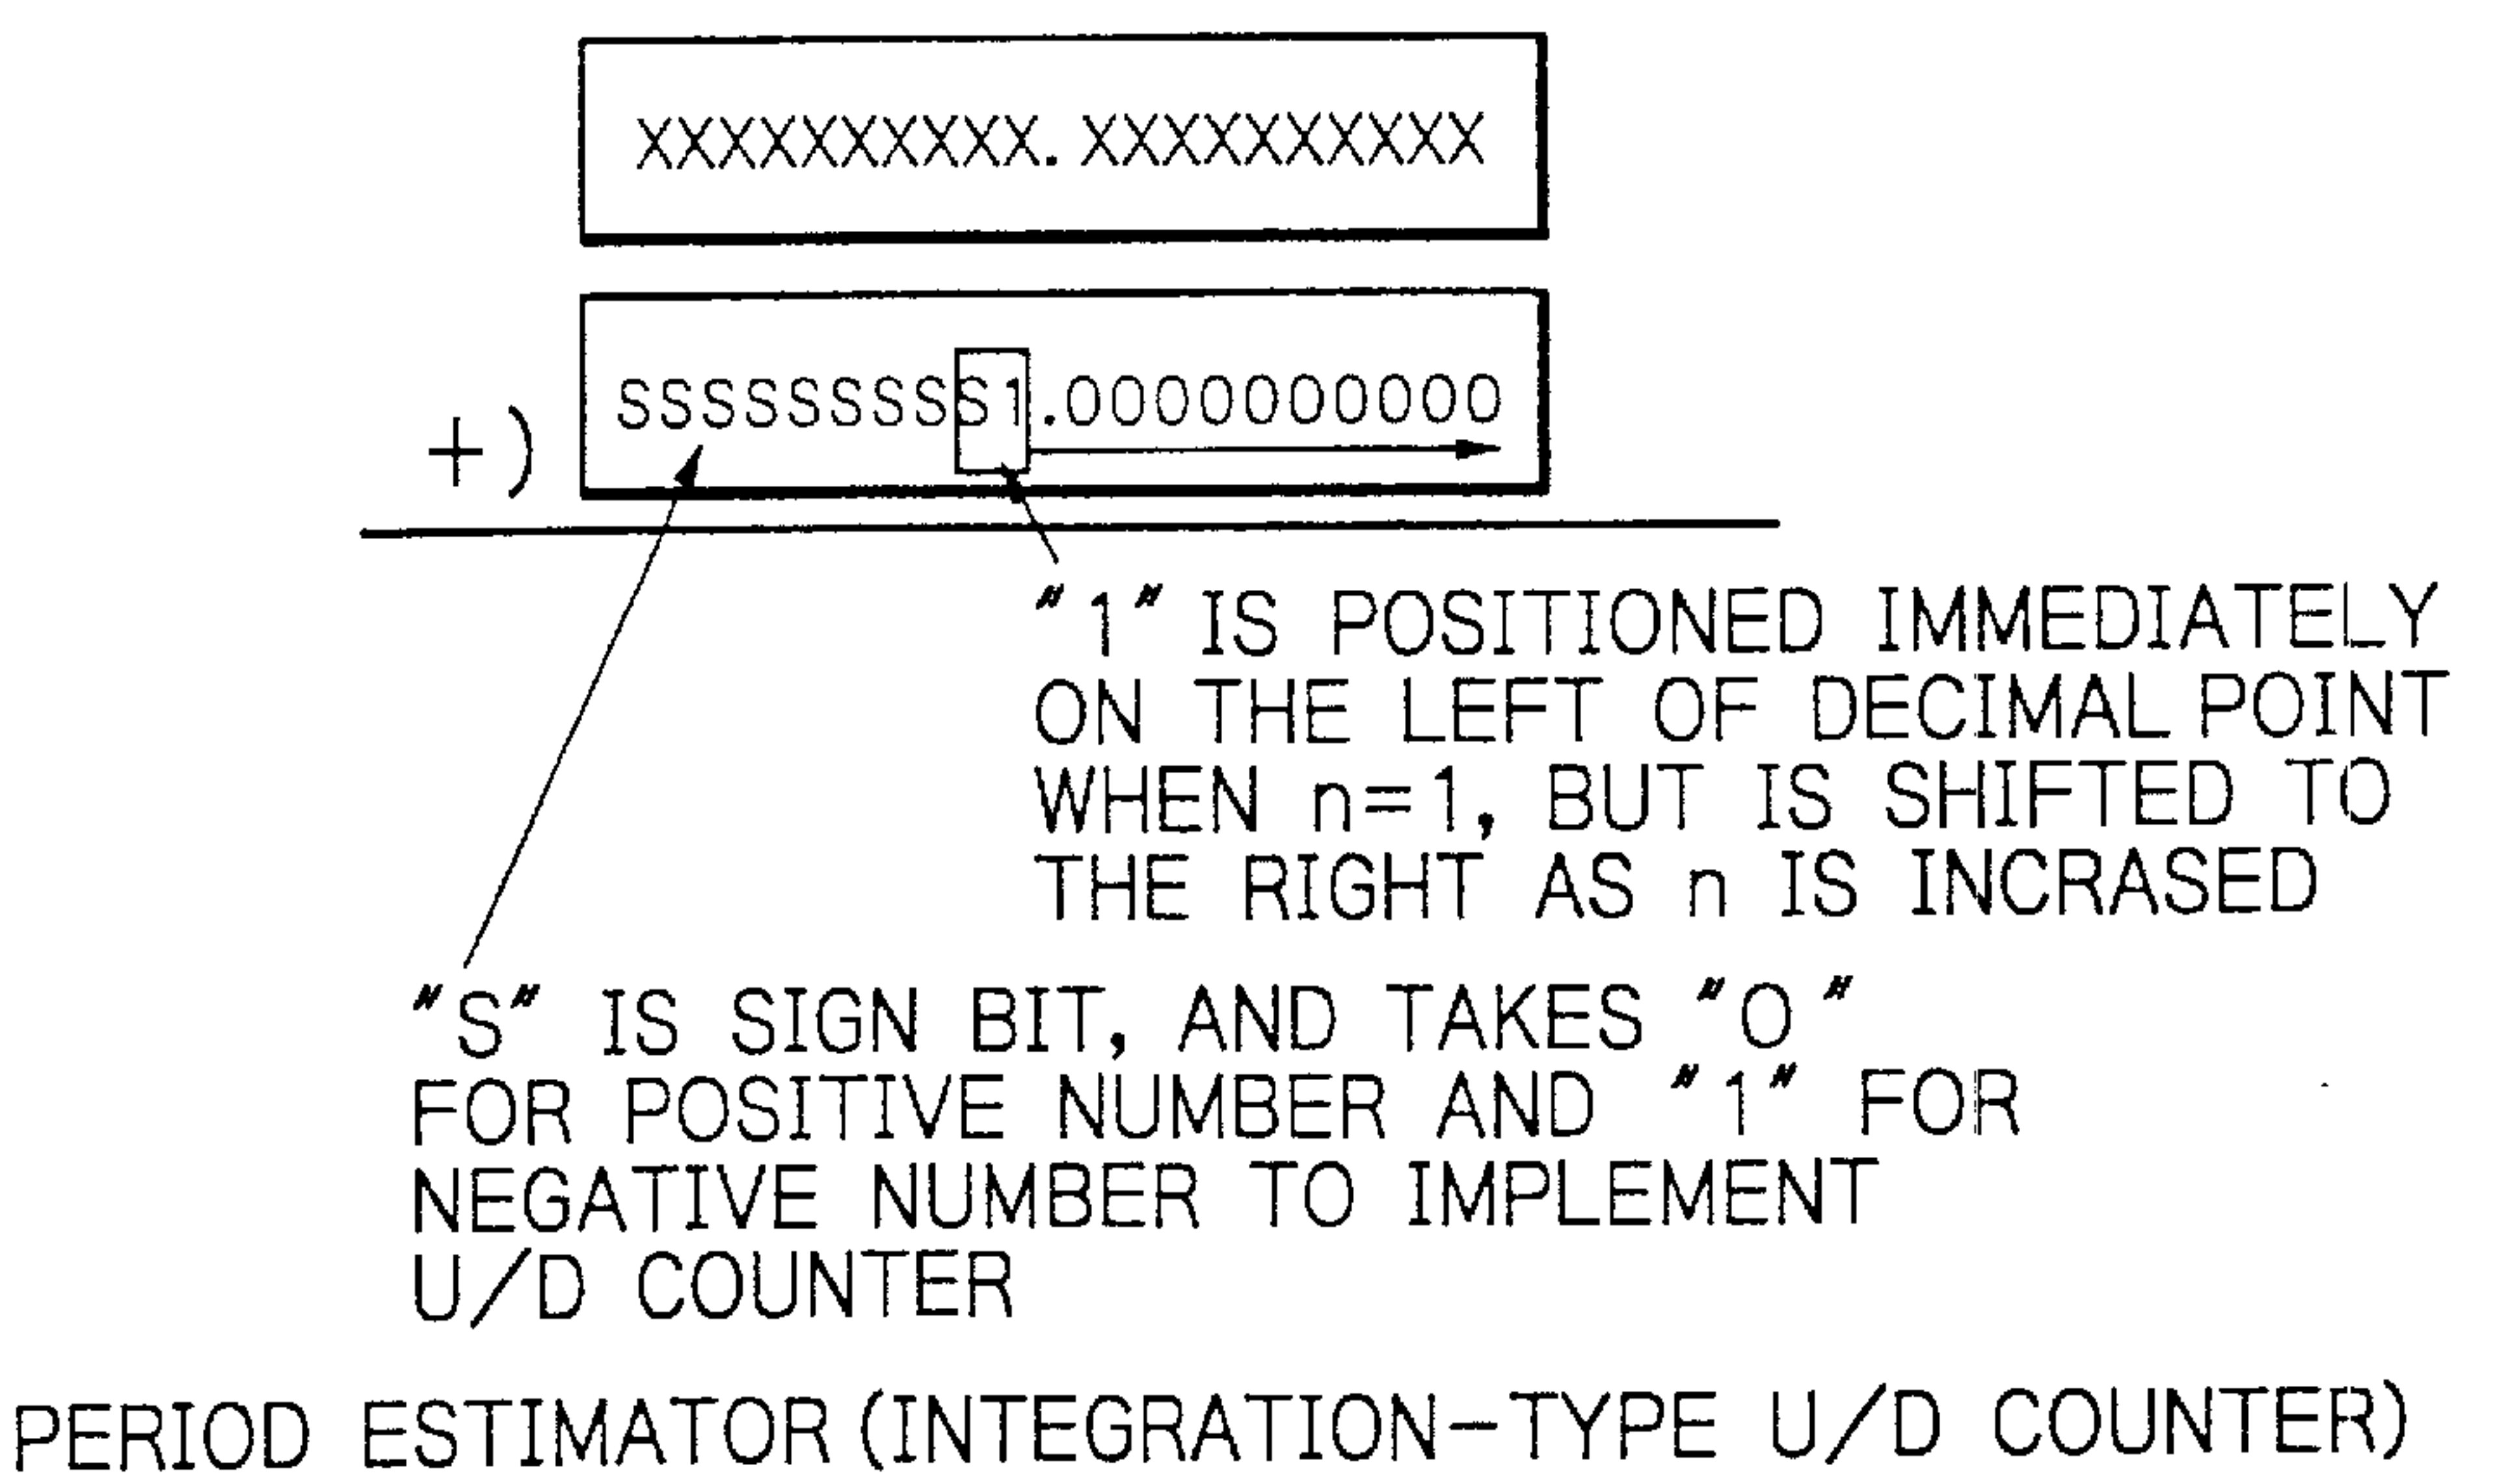 XXXXXXXXXX.XXXXXXXXXX
+) SSSSSSSSS1.0000000000
"1" IS POSITIONED IMMEDIATELY
ON THE LEFT OF DECIMAL POINT
WHEN n=1, BUT IS SHIFTED TO
THE RIGHT AS n IS INCRASED
"S" IS SIGN BIT, AND TAKES "0"
FOR POSITIVE NUMBER AND "1" FOR
NEGATIVE NUMBER TO IMPLEMENT
U/D COUNTER
PERIOD ESTIMATOR (INTEGRATION-TYPE U/D COUNTER)